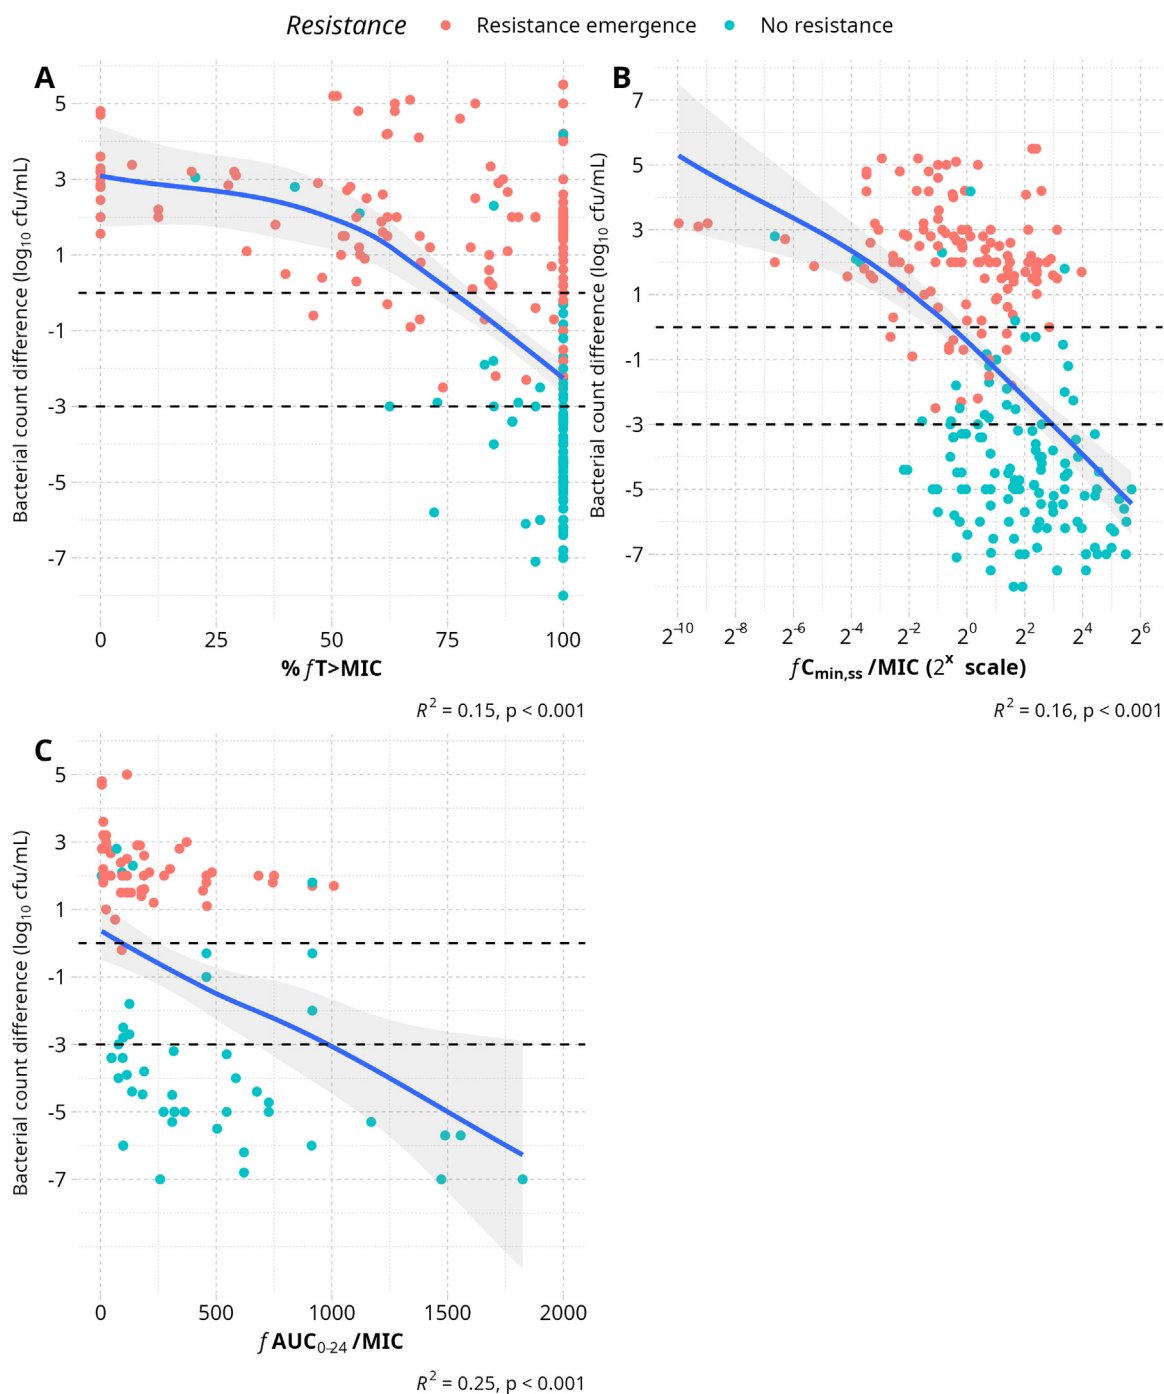 Resistance Resistance emergence No resistance
A
5
3
1
-1
-3
-5
-7
Bacterial count difference (log10 cfu/mL)
0 25 50 75 100
% fT>MIC
R2 = 0.15, p < 0.001
B
7
5
3
1
-1
-3
-5
-7
Bacterial count difference (log10 cfu/mL)
2-10 2-8 2-6 2-4 2-2 20 22 24 26
fCmin,ss /MIC (2x scale)
R2 = 0.16, p < 0.001
C
5
3
1
-1
-3
-5
-7
Bacterial count difference (log10 cfu/mL)
0 500 1000 1500 2000
f AUC0-24 /MIC
R2 = 0.25, p < 0.001